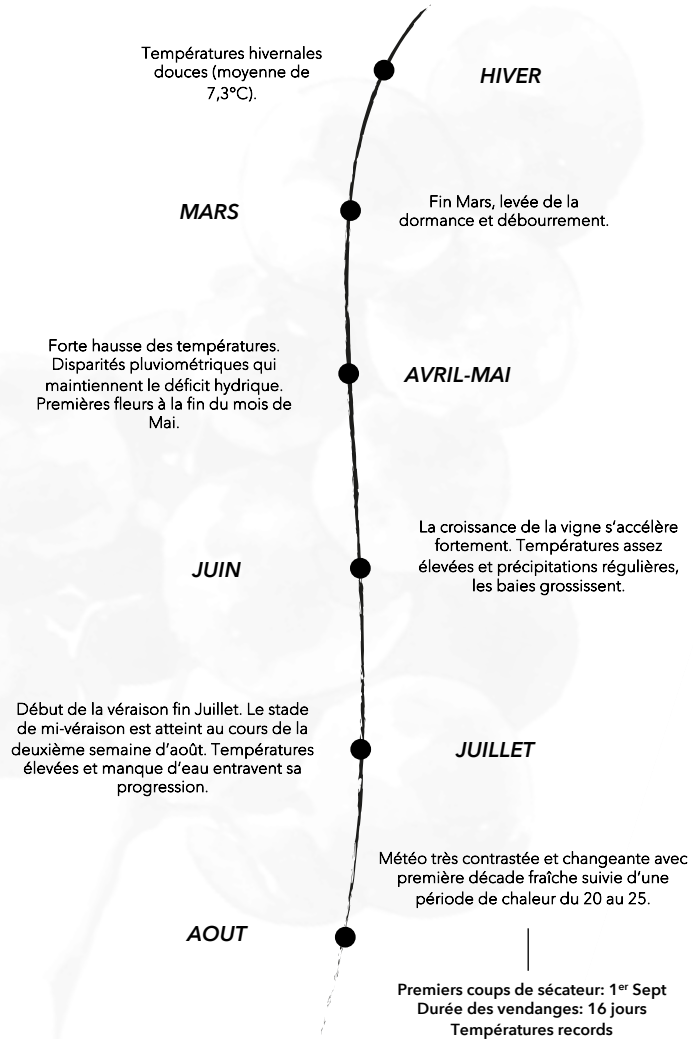 Températures hivernales
douces (moyenne de
7,3°C).
HIVER
MARS
Fin Mars, levée de la
dormance et débourrement.
Forte hausse des températures.
Disparités pluviométriques qui
maintiennent le déficit hydrique.
Premières fleurs à la fin du mois de
Mai.
AVRIL-MAI
JUIN
La croissance de la vigne s'accélère
fortement. Températures assez
élevées et précipitations régulières,
les baies grossissent.
Début de la véraison fin Juillet. Le stade
de mi-véraison est atteint au cours de la
deuxième semaine d'août. Températures
élevées et manque d'eau entravent sa
progression.
JUILLET
Météo très contrastée et changeante avec
première décade fraîche suivie d'une
période de chaleur du 20 au 25.
AOUT
Premiers coups de sécateur: 1er Sept
Durée des vendanges: 16 jours
Températures records